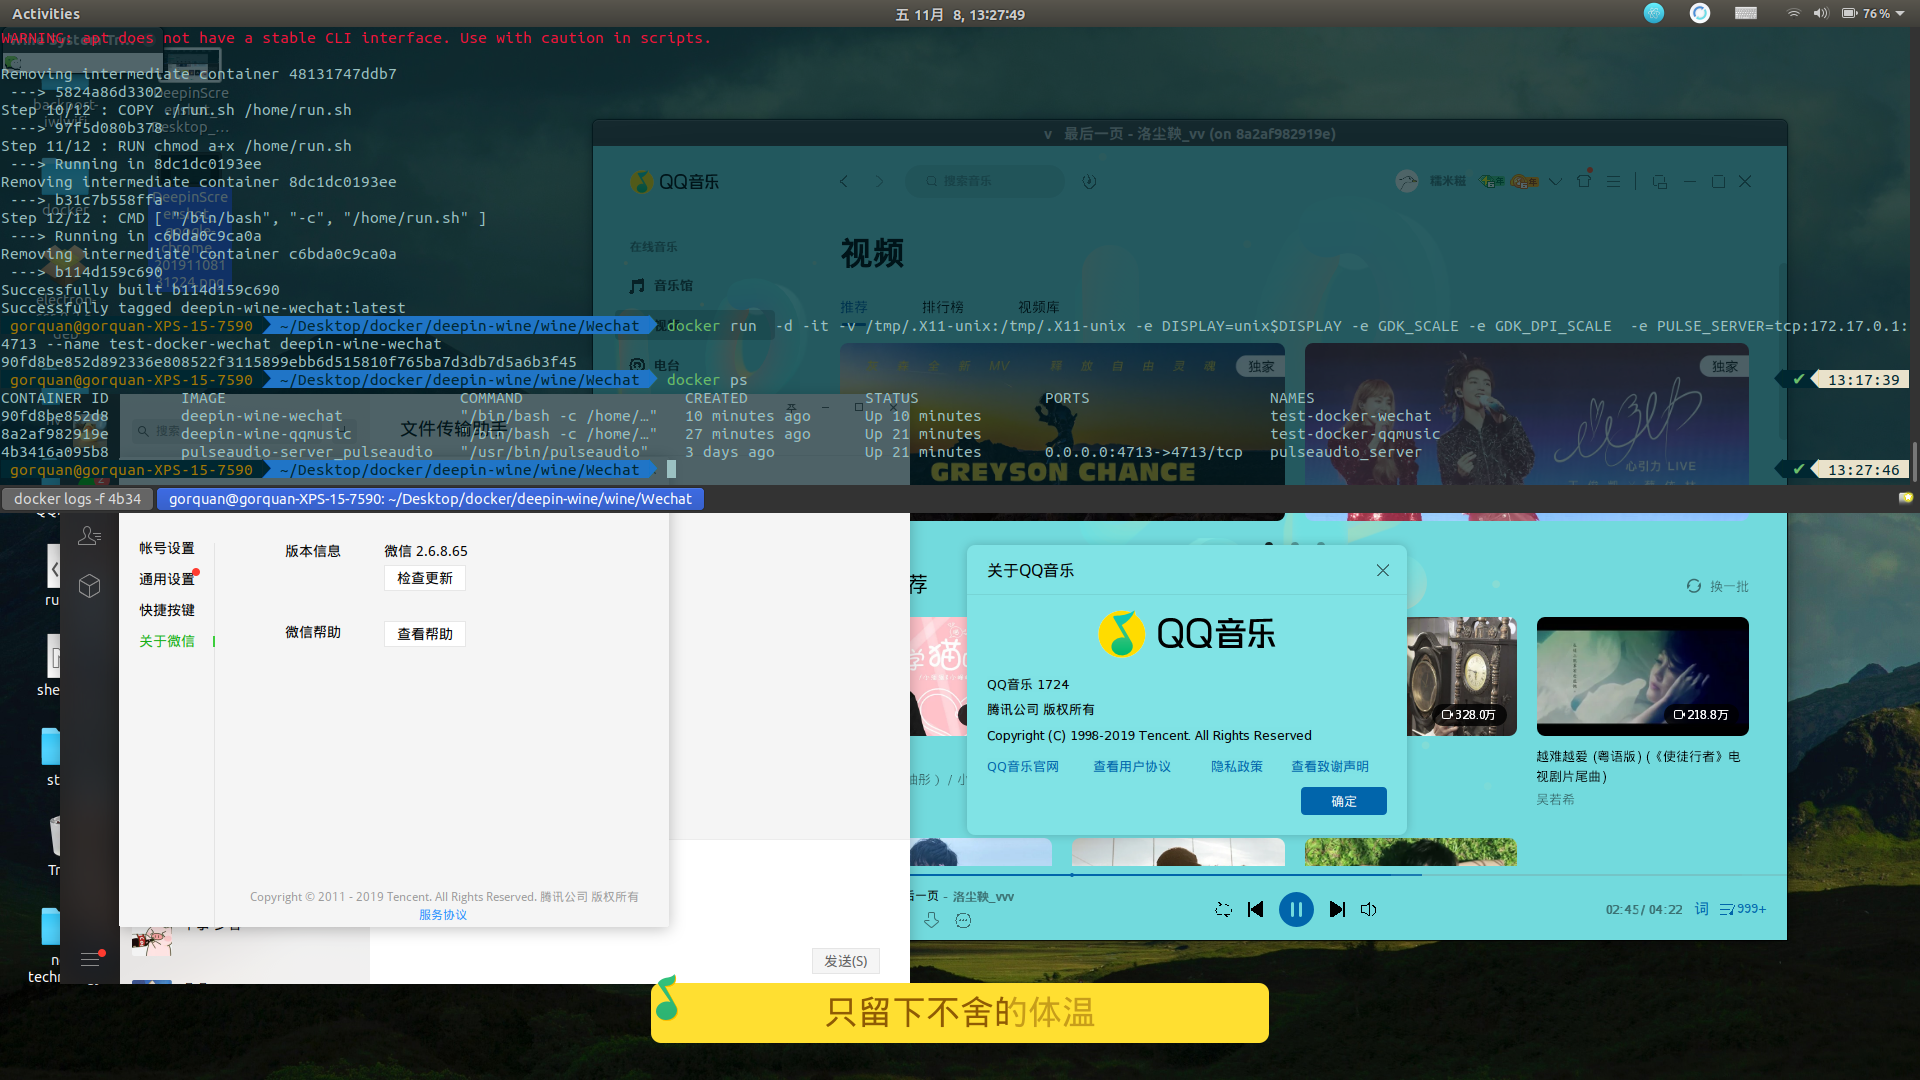 Activities
五 11月 8, 13:27:49
76 %
WARNING: apt does not have a stable CLI interface. Use with caution in scripts.
Removing intermediate container 48131747ddb7
---> 5824a86d3302
Step 10/12 : COPY ./run.sh /home/run.sh
---> 97f5d080b378
Step 11/12 : RUN chmod a+x /home/run.sh
---> Running in 8dc1dc0193ee
Removing intermediate container 8dc1dc0193ee
---> b31c7b558ffa
Step 12/12 : CMD [ "/bin/bash", "-c", "/home/run.sh" ]
---> Running in c6bda0c9ca0a
Removing intermediate container c6bda0c9ca0a
---> b114d159c690
Successfully built b114d159c690
Successfully tagged deepin-wine-wechat:latest
gorquan@gorquan-XPS-15-7590 ~/Desktop/docker/deepin-wine/wine/Wechat docker run -d -it -v /tmp/.X11-unix:/tmp/.X11-unix -e DISPLAY=unix$DISPLAY -e GDK_SCALE -e GDK_DPI_SCALE -e PULSE_SERVER=tcp:172.17.0.1:
4713 --name test-docker-wechat deepin-wine-wechat
90fd8be852d892336e808522f3115899ebb6d515810f765ba7d3db7d5a6b3f45
gorquan@gorquan-XPS-15-7590 ~/Desktop/docker/deepin-wine/wine/Wechat docker ps ✔ 13:17:39
CONTAINER ID IMAGE COMMAND CREATED STATUS PORTS NAMES
90fd8be852d8 deepin-wine-wechat "/bin/bash -c /home/…" 10 minutes ago Up 10 minutes test-docker-wechat
8a2af982919e deepin-wine-qqmusic "/bin/bash -c /home/…" 27 minutes ago Up 21 minutes test-docker-qqmusic
4b3416a095b8 pulseaudio-server_pulseaudio "/usr/bin/pulseaudio" 3 days ago Up 21 minutes 0.0.0.0:4713->4713/tcp pulseaudio_server
gorquan@gorquan-XPS-15-7590 ~/Desktop/docker/deepin-wine/wine/Wechat ✔ 13:27:46
docker logs -f 4b34
gorquan@gorquan-XPS-15-7590: ~/Desktop/docker/deepin-wine/wine/Wechat
v 最后一页 - 洛尘鞅_vv (on 8a2af982919e)
QQ音乐
搜索音乐
糯米糍
在线音乐
音乐馆
电台
视频
推荐
排行榜
视频库
独家
独家
GREYSON CHANCE
心引力 LIVE
搜索
文件传输助手
帐号设置
通用设置
快捷按键
关于微信
版本信息
微信 2.6.8.65
检查更新
微信帮助
查看帮助
Copyright © 2011 - 2019 Tencent. All Rights Reserved. 腾讯公司 版权所有
服务协议
发送(S)
荐
换一批
关于QQ音乐
QQ音乐
QQ音乐 1724
腾讯公司 版权所有
Copyright (C) 1998-2019 Tencent. All Rights Reserved
QQ音乐官网
查看用户协议
隐私政策
查看致谢声明
确定
328.0万
218.8万
越难越爱 (粤语版) (《使徒行者》电
视剧片尾曲)
吴若希
后一页 - 洛尘鞅_vvv
02:45/ 04:22
词
999+
只留下不舍的体温
ru
she
st
Tr
n
techn